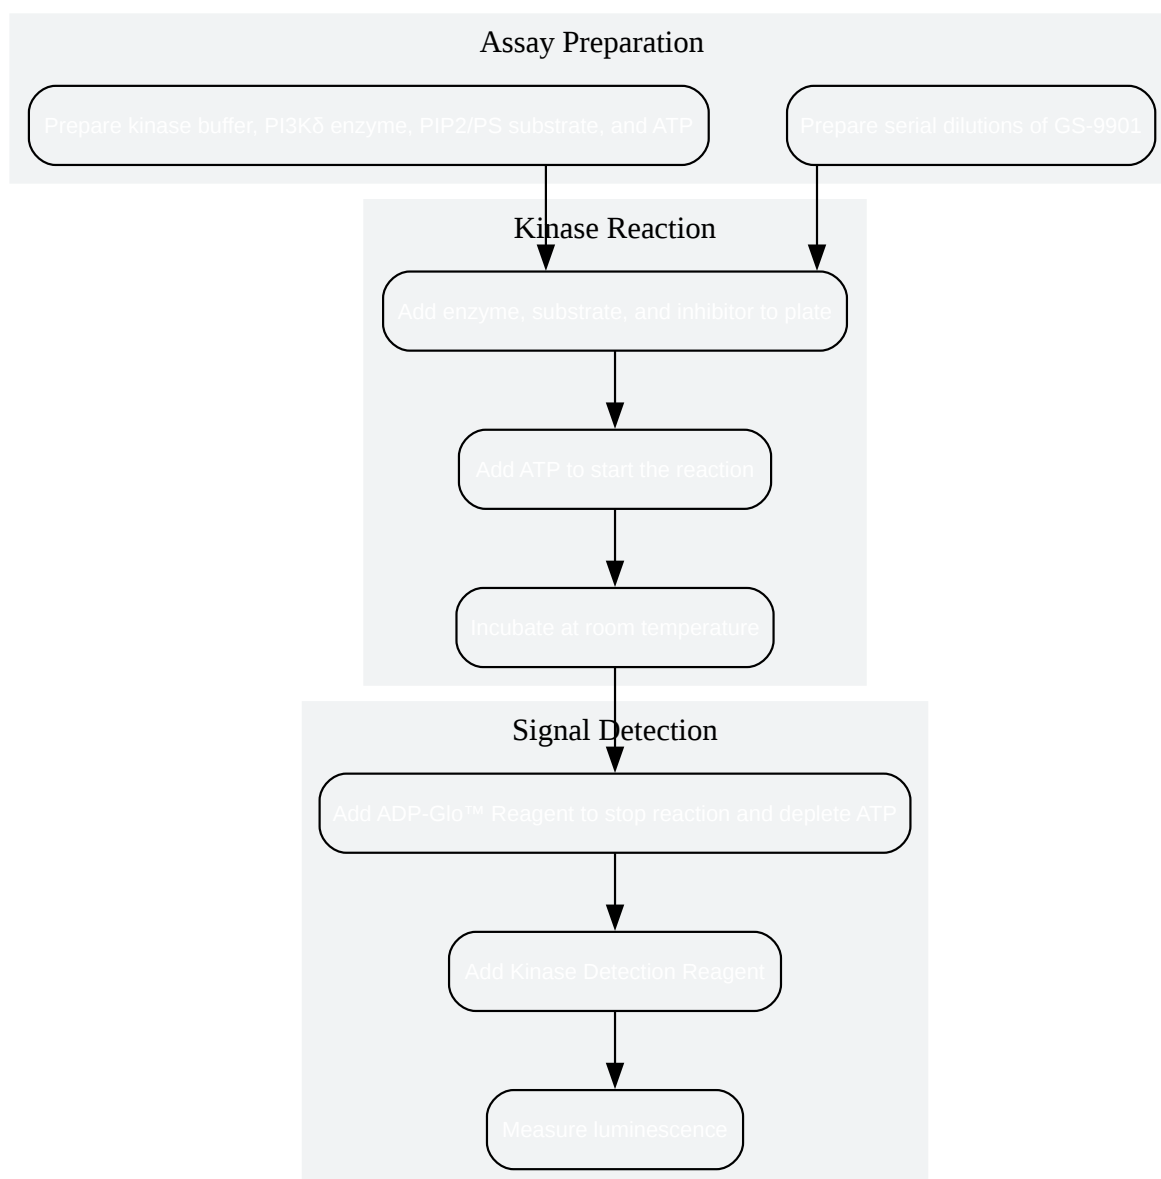 Assay Preparation
Prepare kinase buffer, PI3Kδ enzyme, PIP2/PS substrate, and ATP
Prepare serial dilutions of GS-9901
Kinase Reaction
Add enzyme, substrate, and inhibitor to plate
Add ATP to start the reaction
Incubate at room temperature
Signal Detection
Add ADP-Glo™ Reagent to stop reaction and deplete ATP
Add Kinase Detection Reagent
Measure luminescence